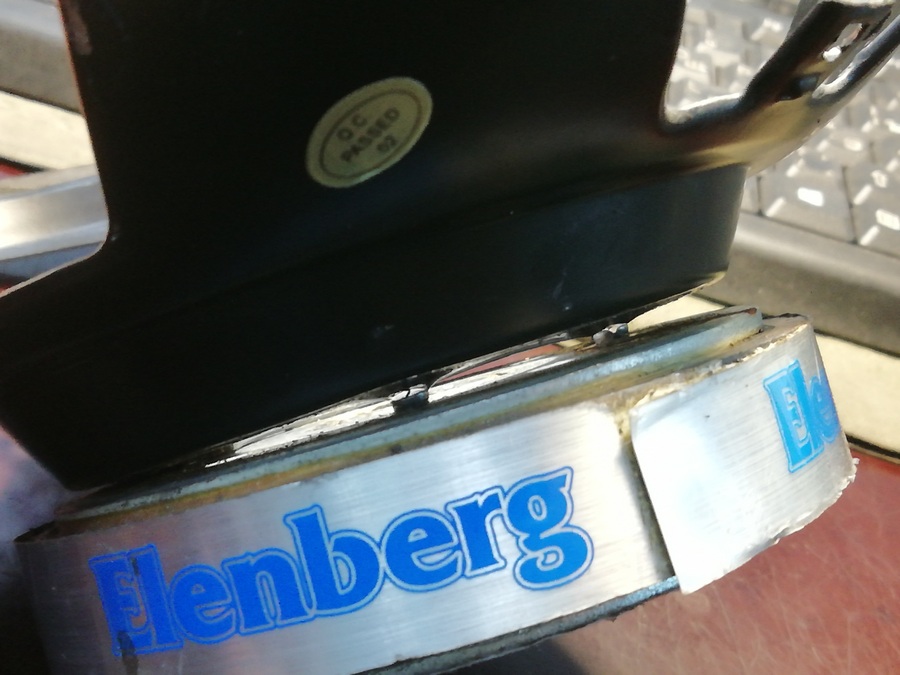 Q.C
PASSED
02
Elenberg